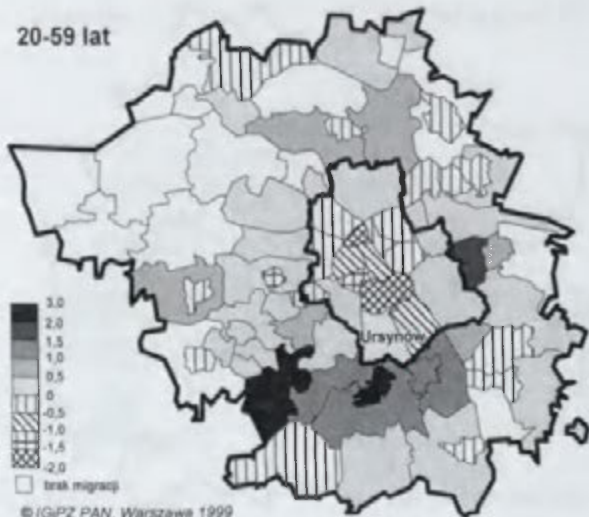 20-59 lat
Ursynów
3,0
2,0
1,5
1,0
0,5
0
-0,5
-1,0
-1,5
-2,0
brak migracji
© IGiPZ PAN, Warszawa 1999